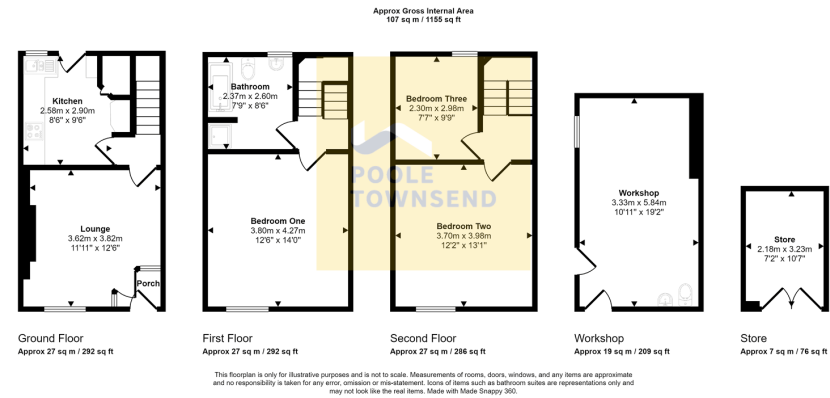 Approx Gross Internal Area
107 sq m / 1155 sq ft
Kitchen
2.58m x 2.90m
8'6" x 9'6"
Lounge
3.62m x 3.82m
11'11" x 12'6"
Porch
Bathroom
2.37m x 2.60m
7'9" x 8'6"
Bedroom One
3.80m x 4.27m
12'6" x 14'0"
Bedroom Three
2.30m x 2.98m
7'7" x 9'9"
POOLE
TOWNSEND
Bedroom Two
3.70m x 3.98m
12'2" x 13'1"
Workshop
3.33m x 5.84m
10'11" x 19'2"
Store
2.18m x 3.23m
7'2" x 10'7"
Ground Floor
Approx 27 sq m / 292 sq ft
First Floor
Approx 27 sq m / 292 sq ft
Second Floor
Approx 27 sq m / 286 sq ft
Workshop
Approx 19 sq m / 209 sq ft
Store
Approx 7 sq m / 76 sq ft
This floorplan is only for illustrative purposes and is not to scale. Measurements of rooms, doors, windows, and any items are approximate
and no responsibility is taken for any error, omission or mis-statement. Icons of items such as bathroom suites are representations only and
may not look like the real items. Made with Made Snappy 360.